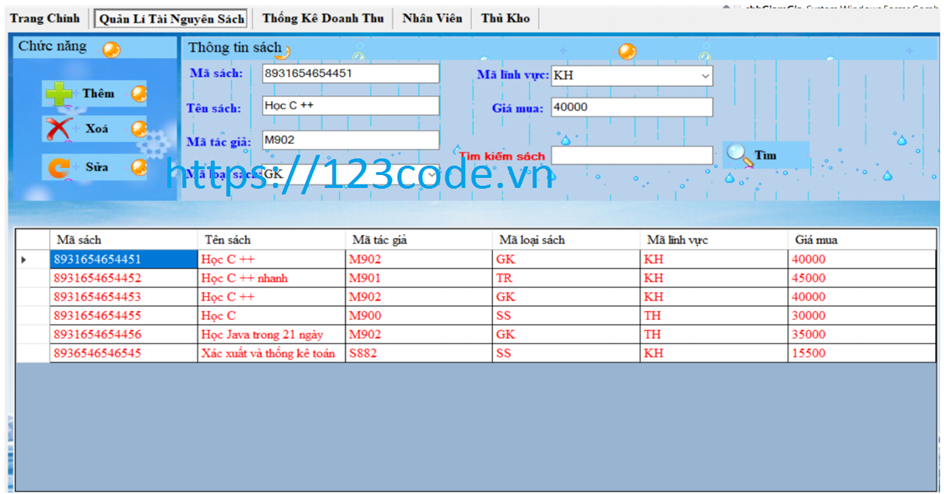 Trang Chính Quản Lí Tài Nguyên Sách Thống Kê Doanh Thu Nhân Viên Thủ Kho
Chức năng
Thêm
Xoá
Sửa
Thông tin sách
Mã sách: 8931654654451 Mã lĩnh vực: KH
Tên sách: Học C ++ Giá mua: 40000
Mã tác giả: M902 Tìm kiếm sách Tìm
Mã loại sách: GK
https://123code.vn
Mã sách Tên sách Mã tác giả Mã loại sách Mã lĩnh vực Giá mua
8931654654451 Học C ++ M902 GK KH 40000
8931654654452 Học C ++ nhanh M901 TR KH 45000
8931654654453 Học C ++ M902 GK KH 40000
8931654654455 Học C M900 SS TH 30000
8931654654456 Học Java trong 21 ngày M902 GK TH 35000
8936546546545 Xác xuất và thống kê toán S882 SS KH 15500